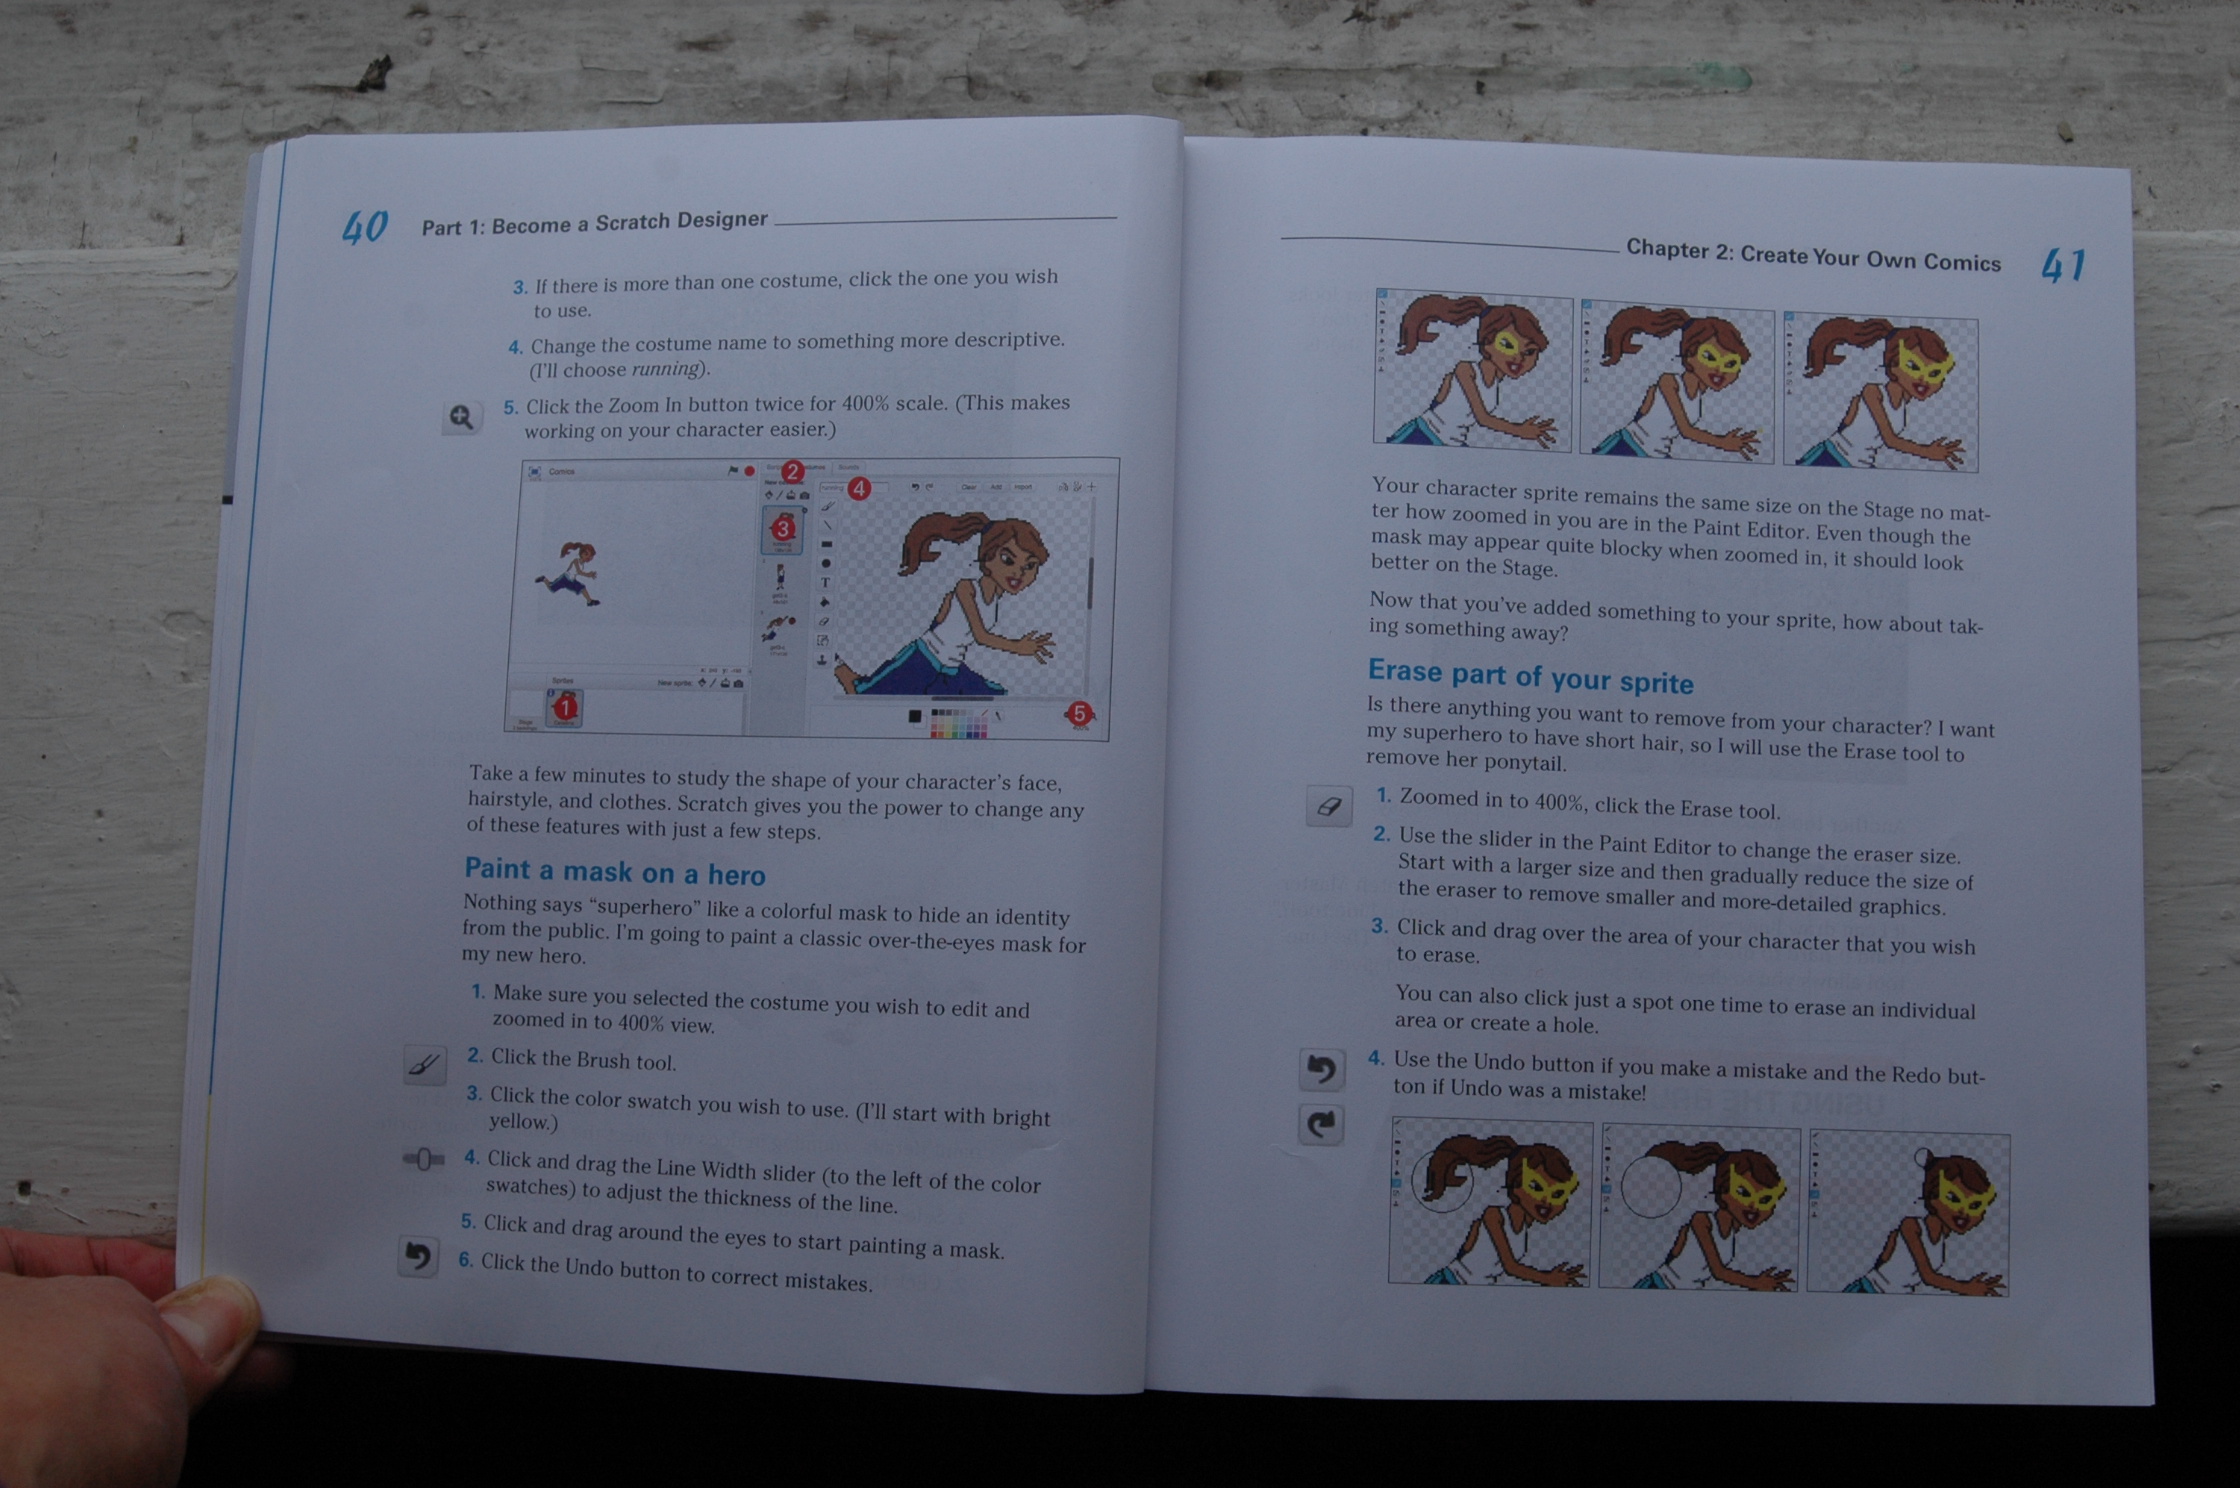 40 Part 1: Become a Scratch Designer
3. If there is more than one costume, click the one you wish
to use.
4. Change the costume name to something more descriptive.
(I'll choose running).
5. Click the Zoom In button twice for 400% scale. (This makes
working on your character easier.)
Comics
Sounds
2
4
Clear Add Import
3
T
Sprites
New sprite:
1
5
Take a few minutes to study the shape of your character's face,
hairstyle, and clothes. Scratch gives you the power to change any
of these features with just a few steps.
Paint a mask on a hero
Nothing says “superhero” like a colorful mask to hide an identity
from the public. I'm going to paint a classic over-the-eyes mask for
my new hero.
1. Make sure you selected the costume you wish to edit and
zoomed in to 400% view.
2. Click the Brush tool.
3. Click the color swatch you wish to use. (I'll start with bright
yellow.)
4. Click and drag the Line Width slider (to the left of the color
swatches) to adjust the thickness of the line.
5. Click and drag around the eyes to start painting a mask.
6. Click the Undo button to correct mistakes.
Chapter 2: Create Your Own Comics 41
Your character sprite remains the same size on the Stage no mat-
ter how zoomed in you are in the Paint Editor. Even though the
mask may appear quite blocky when zoomed in, it should look
better on the Stage.
Now that you've added something to your sprite, how about tak-
ing something away?
Erase part of your sprite
Is there anything you want to remove from your character? I want
my superhero to have short hair, so I will use the Erase tool to
remove her ponytail.
1. Zoomed in to 400%, click the Erase tool.
2. Use the slider in the Paint Editor to change the eraser size.
Start with a larger size and then gradually reduce the size of
the eraser to remove smaller and more-detailed graphics.
3. Click and drag over the area of your character that you wish
to erase.
You can also click just a spot one time to erase an individual
area or create a hole.
4. Use the Undo button if you make a mistake and the Redo but-
ton if Undo was a mistake!